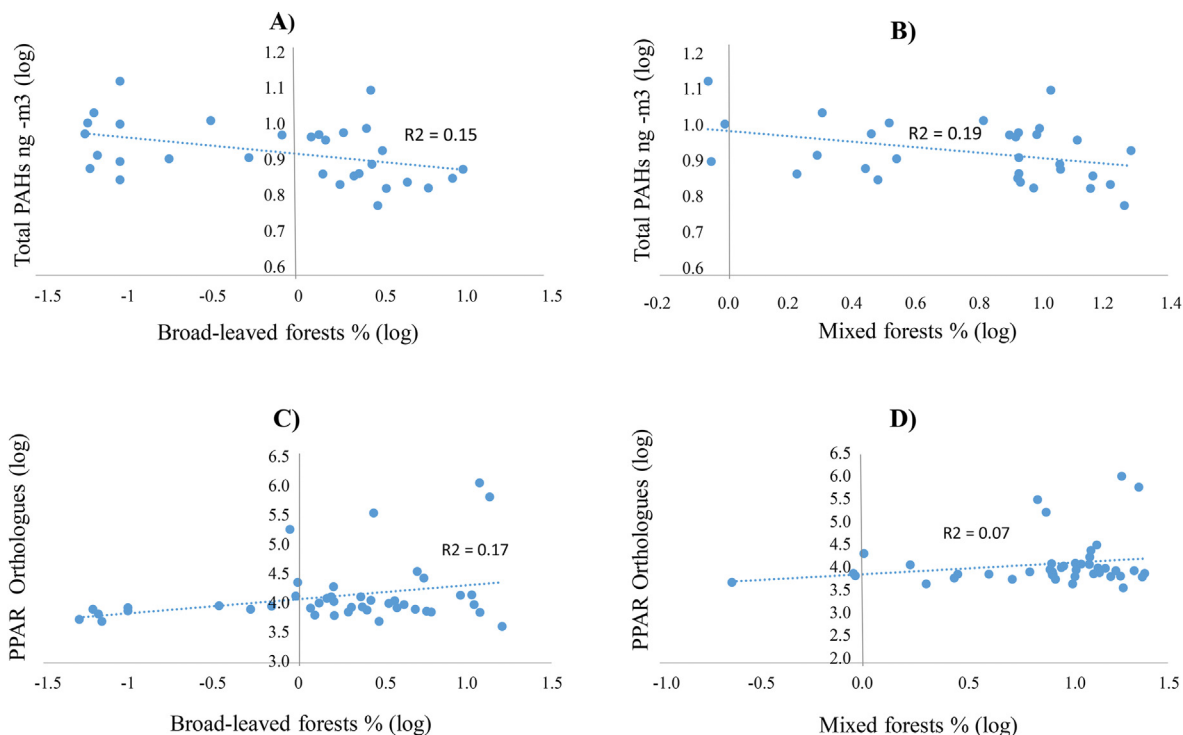 A)
Total PAHs ng -m3 (log)
1.2
1.1
1.0
0.9
0.8
0.7
0.6
R2 = 0.15
-1.5 -1 -0.5 0 0.5 1.0 1.5
Broad-leaved forests % (log)
B)
Total PAHs ng -m3 (log)
1.2
1.1
1.0
0.9
0.8
0.7
0.6
R2 = 0.19
-0.2 0.0 0.2 0.4 0.6 0.8 1.0 1.2 1.4
Mixed forests % (log)
C)
PPAR Orthologues (log)
6.5
6.0
5.5
5.0
4.5
4.0
3.5
3.0
R2 = 0.17
-1.5 -1 -0.5 0 0.5 1.0 1.5
Broad-leaved forests % (log)
D)
PPAR Orthologues (log)
6.5
6.0
5.5
5.0
4.5
4.0
3.5
3.0
2.5
2.0
R2 = 0.07
-1.0 -0.5 0.0 0.5 1.0 1.5
Mixed forests % (log)